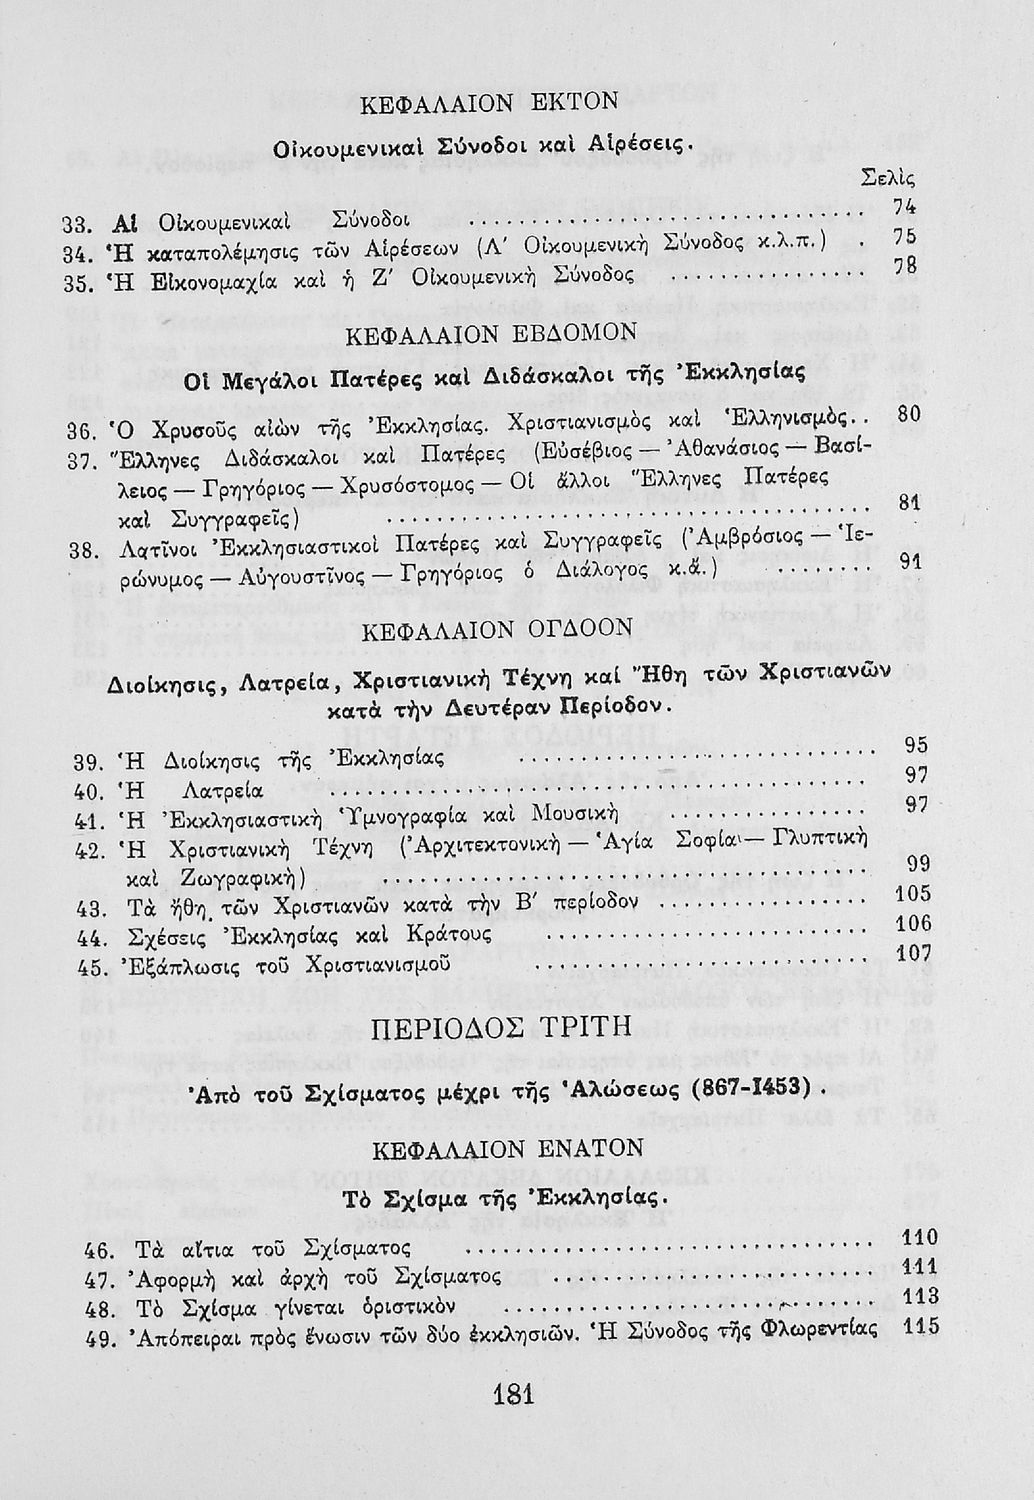 ΚΕΦΑΛΑΙΟΝ ΕΚΤΟΝ
Οἰκουμενικαὶ Σύνοδοι καὶ Αἱρέσεις.
Σελὶς
33. Αἱ Οἰκουμενικαὶ Σύνοδοι .......... 74
34. Ἡ καταπολέμησις τῶν Αἱρέσεων (Λ' Οἰκουμενικὴ Σύνοδος κ.λ.π.) . 75
35. Ἡ Εἰκονομαχία καὶ ἡ Ζ' Οἰκουμενικὴ Σύνοδος .......... 78
ΚΕΦΑΛΑΙΟΝ ΕΒΔΟΜΟΝ
Οἱ Μεγάλοι Πατέρες καὶ Διδάσκαλοι τῆς Ἐκκλησίας
36. Ὁ Χρυσοῦς αἰὼν τῆς Ἐκκλησίας. Χριστιανισμὸς καὶ Ἑλληνισμὸς.. 80
37. Ἕλληνες Διδάσκαλοι καὶ Πατέρες (Εὐσέβιος — Ἀθανάσιος — Βασί-
λειος — Γρηγόριος — Χρυσόστομος — Οἱ ἄλλοι Ἕλληνες Πατέρες
καὶ Συγγραφεῖς) .......... 81
38. Λατῖνοι Ἐκκλησιαστικοὶ Πατέρες καὶ Συγγραφεῖς (Ἀμβρόσιος — Ἱε-
ρώνυμος — Αὐγουστῖνος — Γρηγόριος ὁ Διάλογος κ.ἄ.) ........ 91
ΚΕΦΑΛΑΙΟΝ ΟΓΔΟΟΝ
Διοίκησις, Λατρεία, Χριστιανικὴ Τέχνη καί Ἤθη τῶν Χριστιανῶν
κατὰ τὴν Δευτέραν Περίοδον.
39. Ἡ Διοίκησις τῆς Ἐκκλησίας .......... 95
40. Ἡ Λατρεία .......... 97
41. Ἡ Ἐκκλησιαστικὴ Ὑμνογραφία καὶ Μουσικὴ .......... 97
42. Ἡ Χριστιανικὴ Τέχνη (Ἀρχιτεκτονικὴ — Ἁγία Σοφία — Γλυπτικὴ
καὶ Ζωγραφικὴ) .......... 99
43. Τὰ ἤθη τῶν Χριστιανῶν κατὰ τὴν Β' περίοδον .......... 105
44. Σχέσεις Ἐκκλησίας καὶ Κράτους .......... 106
45. Ἐξάπλωσις τοῦ Χριστιανισμοῦ .......... 107
ΠΕΡΙΟΔΟΣ ΤΡΙΤΗ
Ἀπὸ τοῦ Σχίσματος μέχρι τῆς Ἁλώσεως (867-1453).
ΚΕΦΑΛΑΙΟΝ ΕΝΑΤΟΝ
Τὸ Σχίσμα τῆς Ἐκκλησίας.
46. Τὰ αἴτια τοῦ Σχίσματος .......... 110
47. Ἀφορμὴ καὶ ἀρχὴ τοῦ Σχίσματος .......... 111
48. Τὸ Σχίσμα γίνεται ὁριστικὸν .......... 113
49. Ἀπόπειραι πρὸς ἕνωσιν τῶν δύο ἐκκλησιῶν. Ἡ Σύνοδος τῆς Φλωρεντίας 115
181